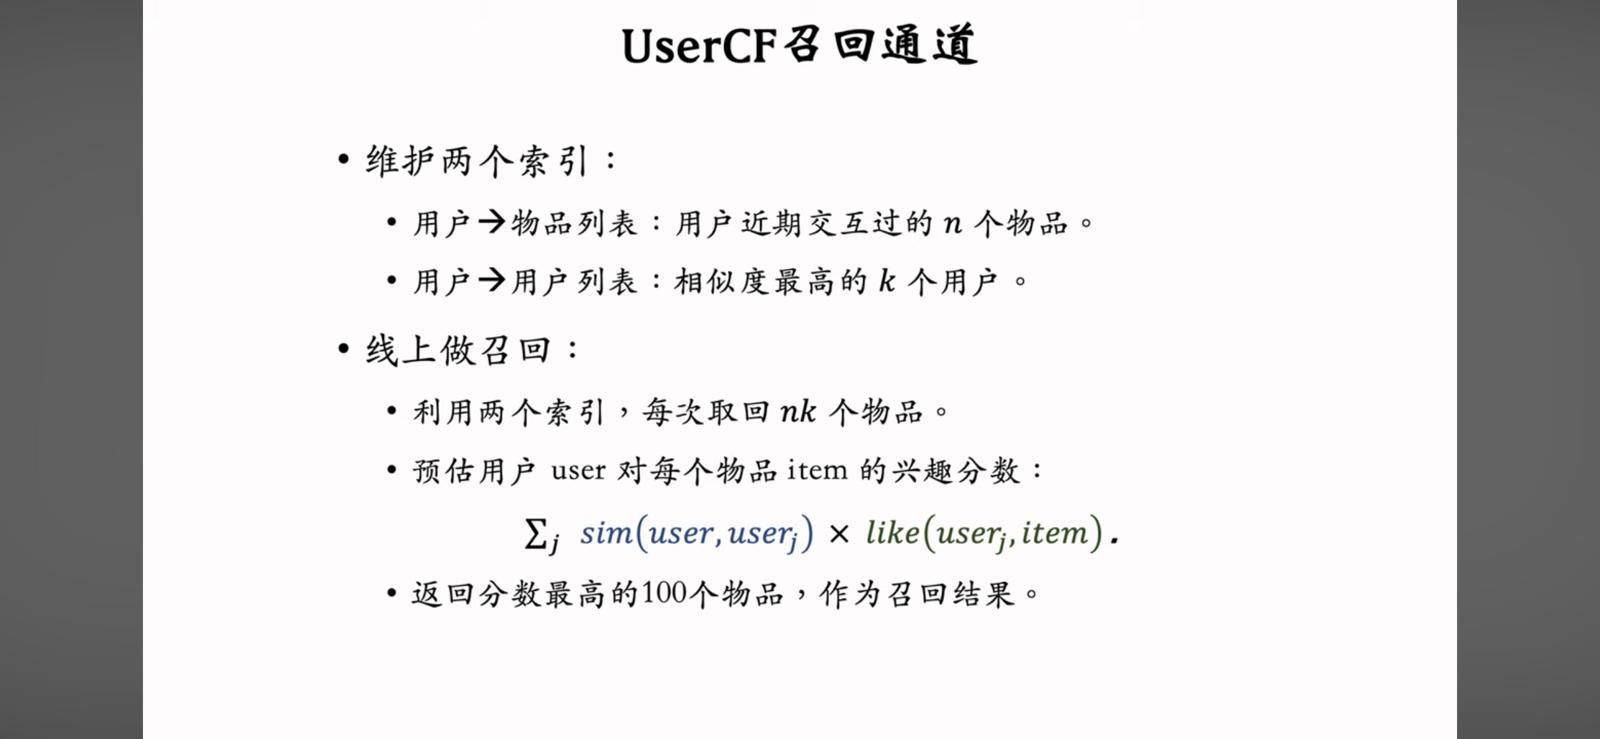 UserCF召回通道
• 维护两个索引：
• 用户→物品列表：用户近期交互过的 n 个物品。
• 用户→用户列表：相似度最高的 k 个用户。
• 线上做召回：
• 利用两个索引，每次取回 nk 个物品。
• 预估用户 user 对每个物品 item 的兴趣分数：
∑j sim(user,userj) × like(userj,item).
• 返回分数最高的100个物品，作为召回结果。